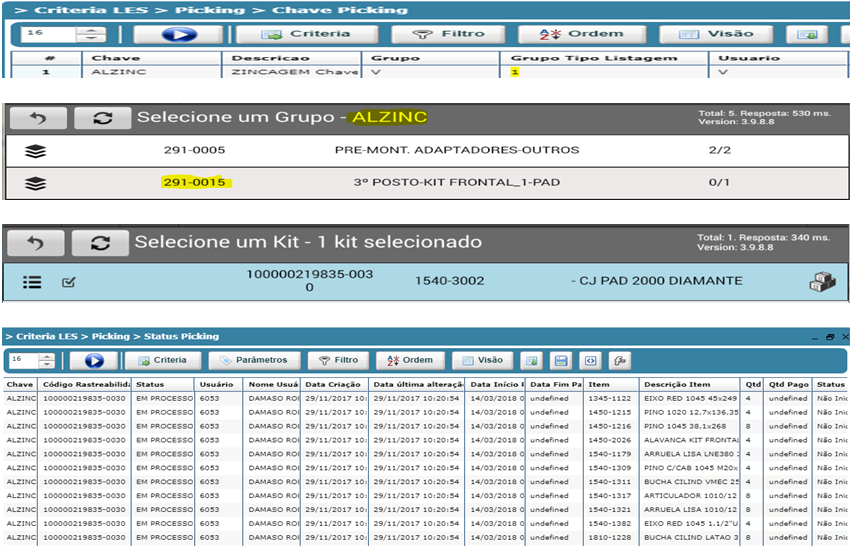 > Criteria LES > Picking > Chave Picking
16 Criteria Filtro Ordem Visão
# Chave Descricao Grupo Grupo Tipo Listagem Usuario
1 ALZINC ZINCAGEM Chave V 1 V
Selecione um Grupo - ALZINC Total: 5. Resposta: 530 ms.
Version: 3.9.8.8
291-0005 PRE-MONT. ADAPTADORES-OUTROS 2/2
291-0015 3º POSTO-KIT FRONTAL_1-PAD 0/1
Selecione um Kit - 1 kit selecionado Total: 1. Resposta: 340 ms.
Version: 3.9.8.8
100000219835-003
0 1540-3002 - CJ PAD 2000 DIAMANTE
> Criteria LES > Picking > Status Picking
16 Criteria Parâmetros Filtro Ordem Visão
Chave Código Rastreabilida Status Usuário Nome Usuá Data Criação Data última alteraçã Data Início F Data Fim Pa Item Descrição Item Qtd Qtd Pago Status
ALZINC 100000219835-0030 EM PROCESSO 6053 DAMASO ROI 29/11/2017 10: 29/11/2017 10:20:54 14/03/2018 0 undefined 1345-1122 EIXO RED 1045 45x249 4 undefined Não Inic
ALZINC 100000219835-0030 EM PROCESSO 6053 DAMASO ROI 29/11/2017 10: 29/11/2017 10:20:54 14/03/2018 0 undefined 1450-1215 PINO 1020 12,7x136,35 4 undefined Não Inic
ALZINC 100000219835-0030 EM PROCESSO 6053 DAMASO ROI 29/11/2017 10: 29/11/2017 10:20:54 14/03/2018 0 undefined 1450-1216 PINO 1045 38,1x268 8 undefined Não Inic
ALZINC 100000219835-0030 EM PROCESSO 6053 DAMASO ROI 29/11/2017 10: 29/11/2017 10:20:54 14/03/2018 0 undefined 1450-2026 ALAVANCA KIT FRONTAL 4 undefined Não Inic
ALZINC 100000219835-0030 EM PROCESSO 6053 DAMASO ROI 29/11/2017 10: 29/11/2017 10:20:54 14/03/2018 0 undefined 1540-1179 ARRUELA LISA LNE380 4 undefined Não Inic
ALZINC 100000219835-0030 EM PROCESSO 6053 DAMASO ROI 29/11/2017 10: 29/11/2017 10:20:54 14/03/2018 0 undefined 1540-1309 PINO C/CAB 1045 M20x 4 undefined Não Inic
ALZINC 100000219835-0030 EM PROCESSO 6053 DAMASO ROI 29/11/2017 10: 29/11/2017 10:20:54 14/03/2018 0 undefined 1540-1311 BUCHA CILIND VMEC 25 4 undefined Não Inic
ALZINC 100000219835-0030 EM PROCESSO 6053 DAMASO ROI 29/11/2017 10: 29/11/2017 10:20:54 14/03/2018 0 undefined 1540-1317 ARTICULADOR 1010/12 8 undefined Não Inic
ALZINC 100000219835-0030 EM PROCESSO 6053 DAMASO ROI 29/11/2017 10: 29/11/2017 10:20:54 14/03/2018 0 undefined 1540-1321 ARRUELA LISA 1010/12 8 undefined Não Inic
ALZINC 100000219835-0030 EM PROCESSO 6053 DAMASO ROI 29/11/2017 10: 29/11/2017 10:20:54 14/03/2018 0 undefined 1540-1382 EIXO RED 1045 1.1/2"U 4 undefined Não Inic
ALZINC 100000219835-0030 EM PROCESSO 6053 DAMASO ROI 29/11/2017 10: 29/11/2017 10:20:54 14/03/2018 0 undefined 1810-1228 BUCHA CILIND LATAO 3 8 undefined Não Inic